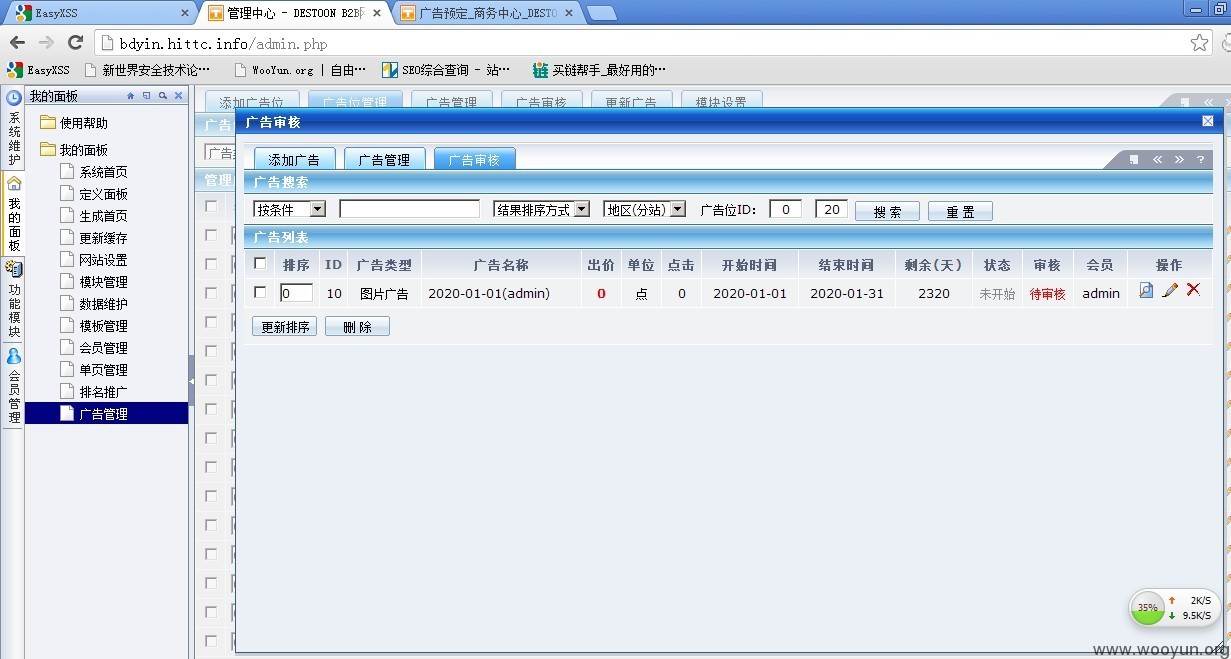 EasyXSS
管理中心 - DESTOON B2B网
广告预定_商务中心_DESTO
bdyin.hittc.info/admin.php
EasyXSS 新世界安全技术论… WooYun.org | 自由… SEO综合查询 - 站… 买链帮手_最好用的…
我的面板
系统维护
我的面板
功能模块
会员管理
使用帮助
我的面板
系统首页
定义面板
生成首页
更新缓存
网站设置
模块管理
数据维护
模板管理
会员管理
单页管理
排名推广
广告管理
添加广告位 广告位管理 广告管理 广告审核 更新广告 模块设置
广告
管理
广告审核
添加广告 广告管理 广告审核
广告搜索
按条件 结果排序方式 地区(分站) 广告位ID： 0 20 搜 索 重 置
广告列表
排序 ID 广告类型 广告名称 出价 单位 点击 开始时间 结束时间 剩余(天) 状态 审核 会员 操作
0 10 图片广告 2020-01-01(admin) 0 点 0 2020-01-01 2020-01-31 2320 未开始 待审核 admin
更新排序 删 除
35% 2K/S
9.5K/S
www.wooyun.org